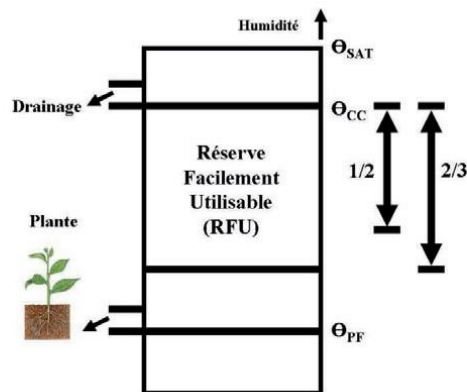 Humidité
ΘSAT
Drainage
ΘCC
Réserve
Facilement
Utilisable
(RFU)
1/2
2/3
Plante
ΘPF